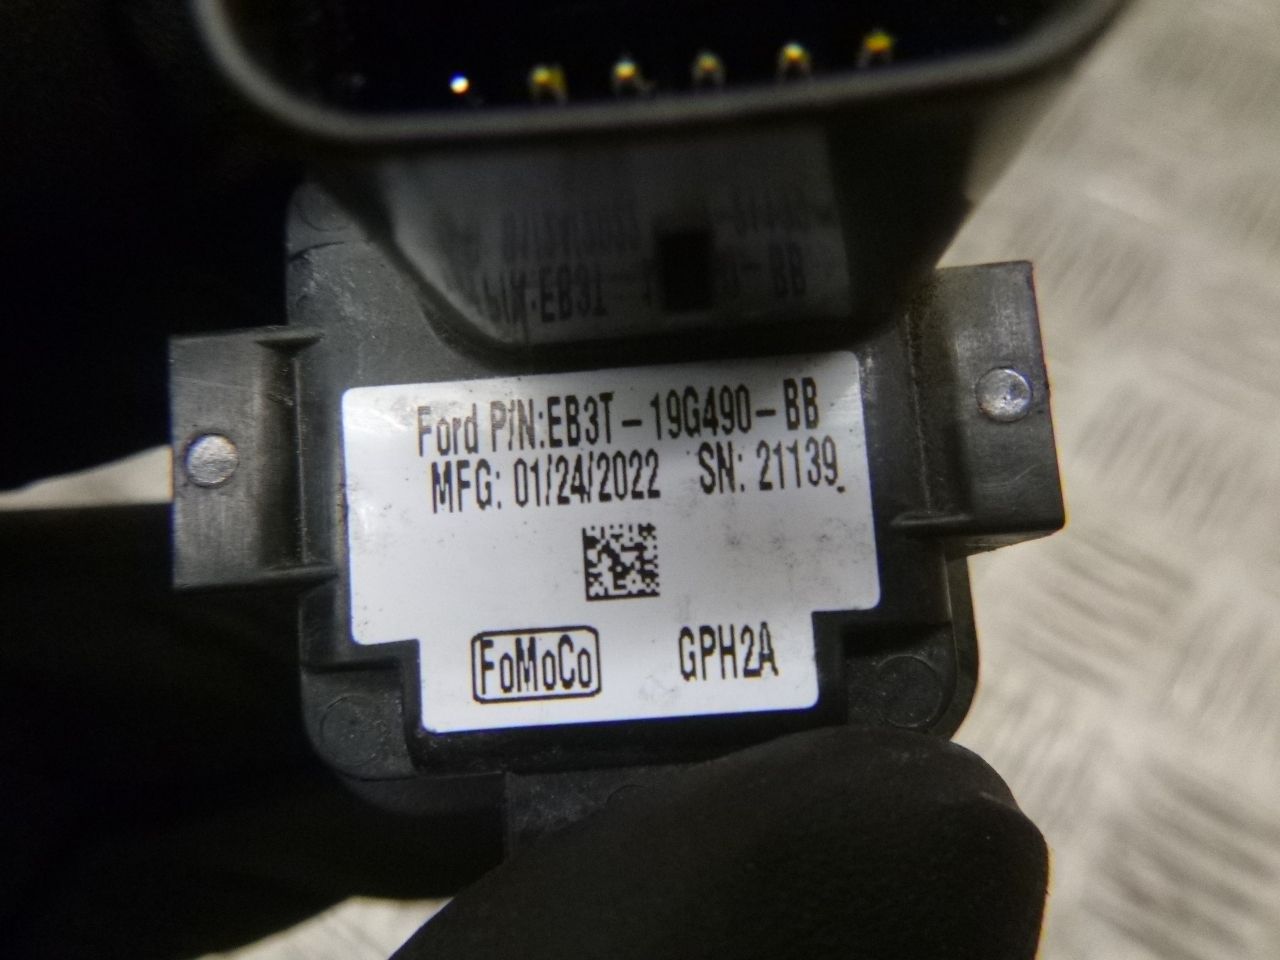 Ford P/N:EB3T-19G490-BB
MFG: 01/24/2022 SN: 21139
FoMoCo GPH2A